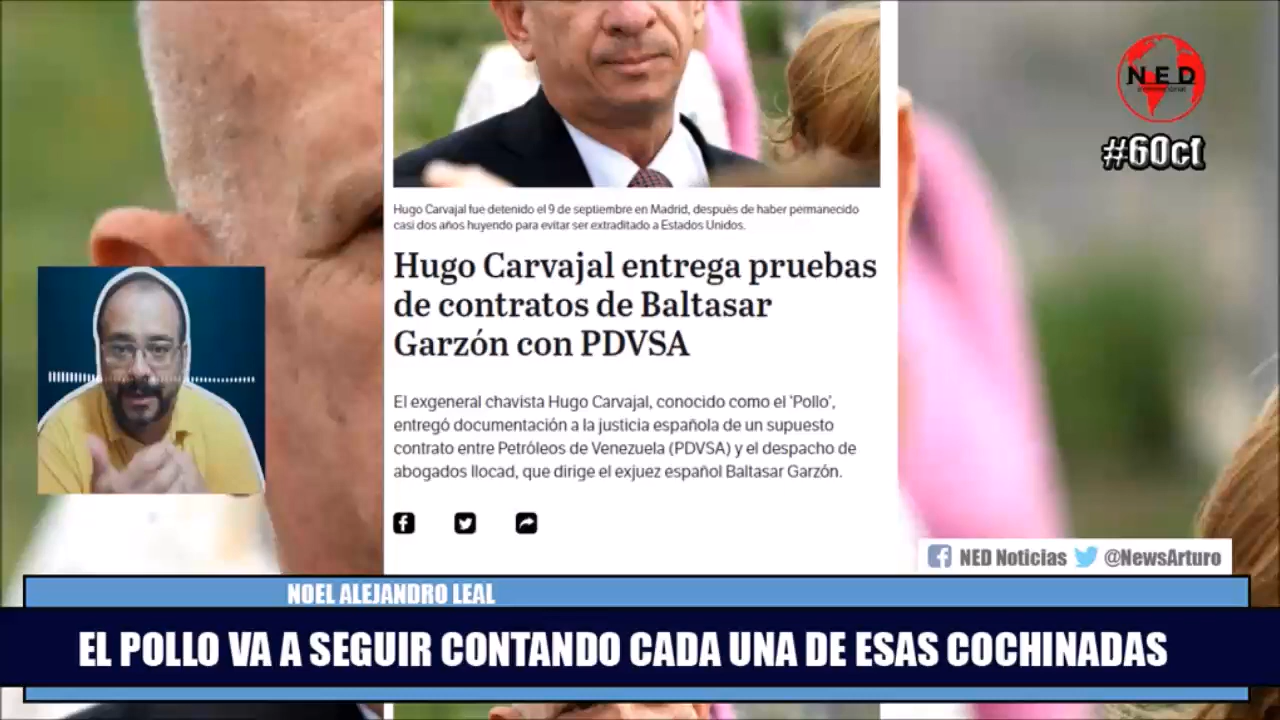 NED
#60ct
Hugo Carvajal fue detenido el 9 de septiembre en Madrid, después de haber permanecido
casi dos años huyendo para evitar ser extraditado a Estados Unidos.
Hugo Carvajal entrega pruebas
de contratos de Baltasar
Garzón con PDVSA
El exgeneral chavista Hugo Carvajal, conocido como el 'Pollo',
entregó documentación a la justicia española de un supuesto
contrato entre Petróleos de Venezuela (PDVSA) y el despacho de
abogados Ilocad, que dirige el exjuez español Baltasar Garzón.
NED Noticias @NewsArturo
NOEL ALEJANDRO LEAL
EL POLLO VA A SEGUIR CONTANDO CADA UNA DE ESAS COCHINADAS